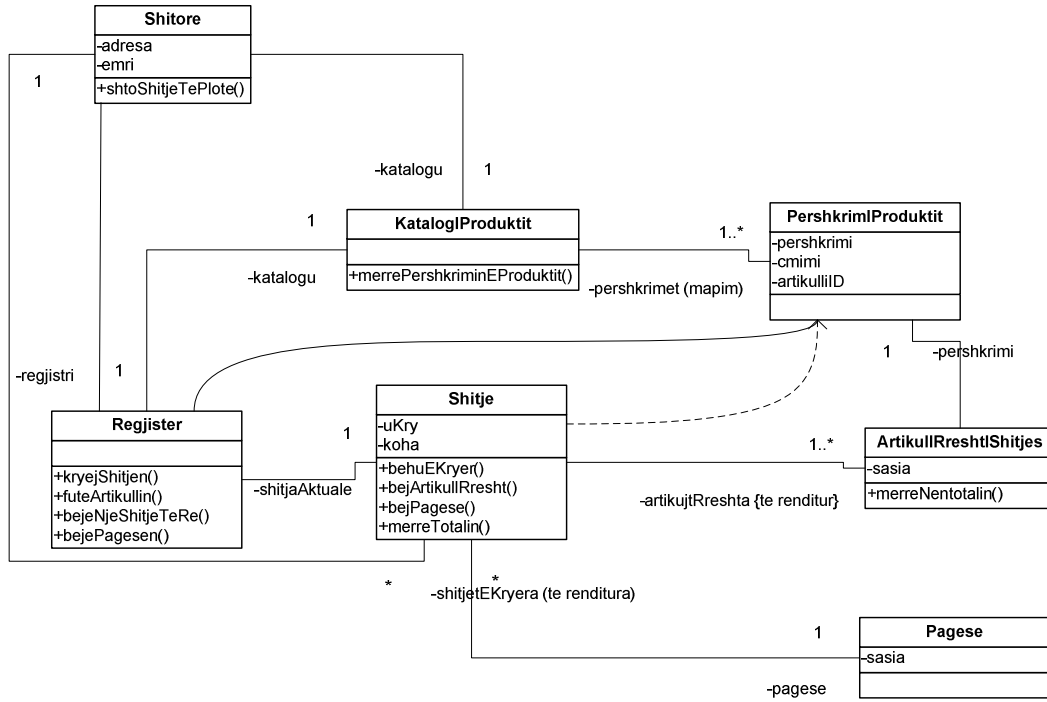 Shitore
-adresa
-emri
+shtoShitjeTePlote()
1
-katalogu
1
KatalogIProduktit
+merrePershkriminEProduktit()
1
-katalogu
1..*
-pershkrimet (mapim)
PershkrimIProduktit
-pershkrimi
-cmimi
-artikulliID
1
-pershkrimi
-regjistri
1
Regjister
+kryejShitjen()
+futeArtikullin()
+bejeNjeShitjeTeRe()
+bejePagesen()
1
-shitjaAktuale
Shitje
-uKry
-koha
+behuEKryer()
+bejArtikullRresht()
+bejPagese()
+merreTotalin()
1..*
-artikujtRreshta {te renditur}
ArtikullRreshtIShitjes
-sasia
+merreNentotalin()
*
*
-shitjetEKryera (te renditura)
1
-pagese
Pagese
-sasia